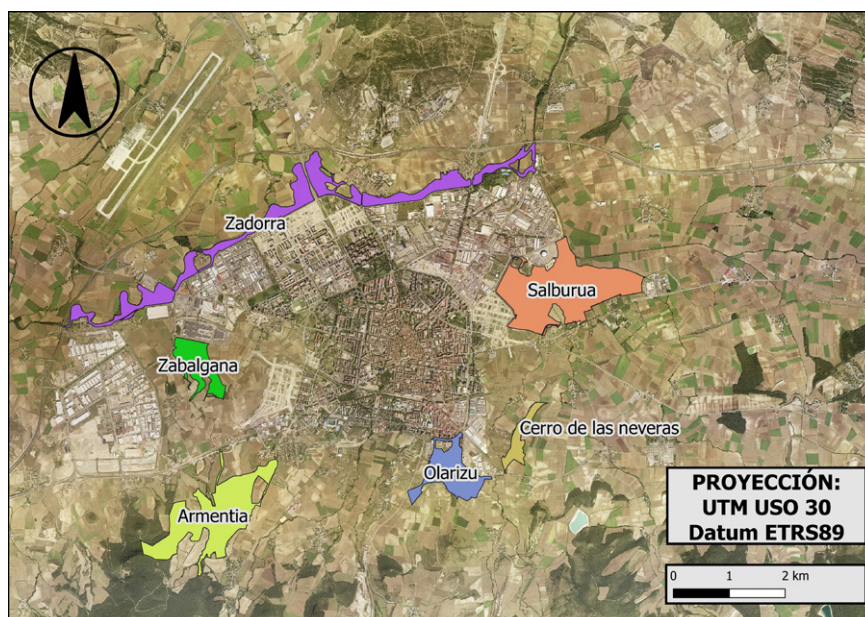 Zadorra
Salburua
Zabalgana
Cerro de las neveras
Olarizu
Armentia
PROYECCIÓN:
UTM USO 30
Datum ETRS89
0 1 2 km